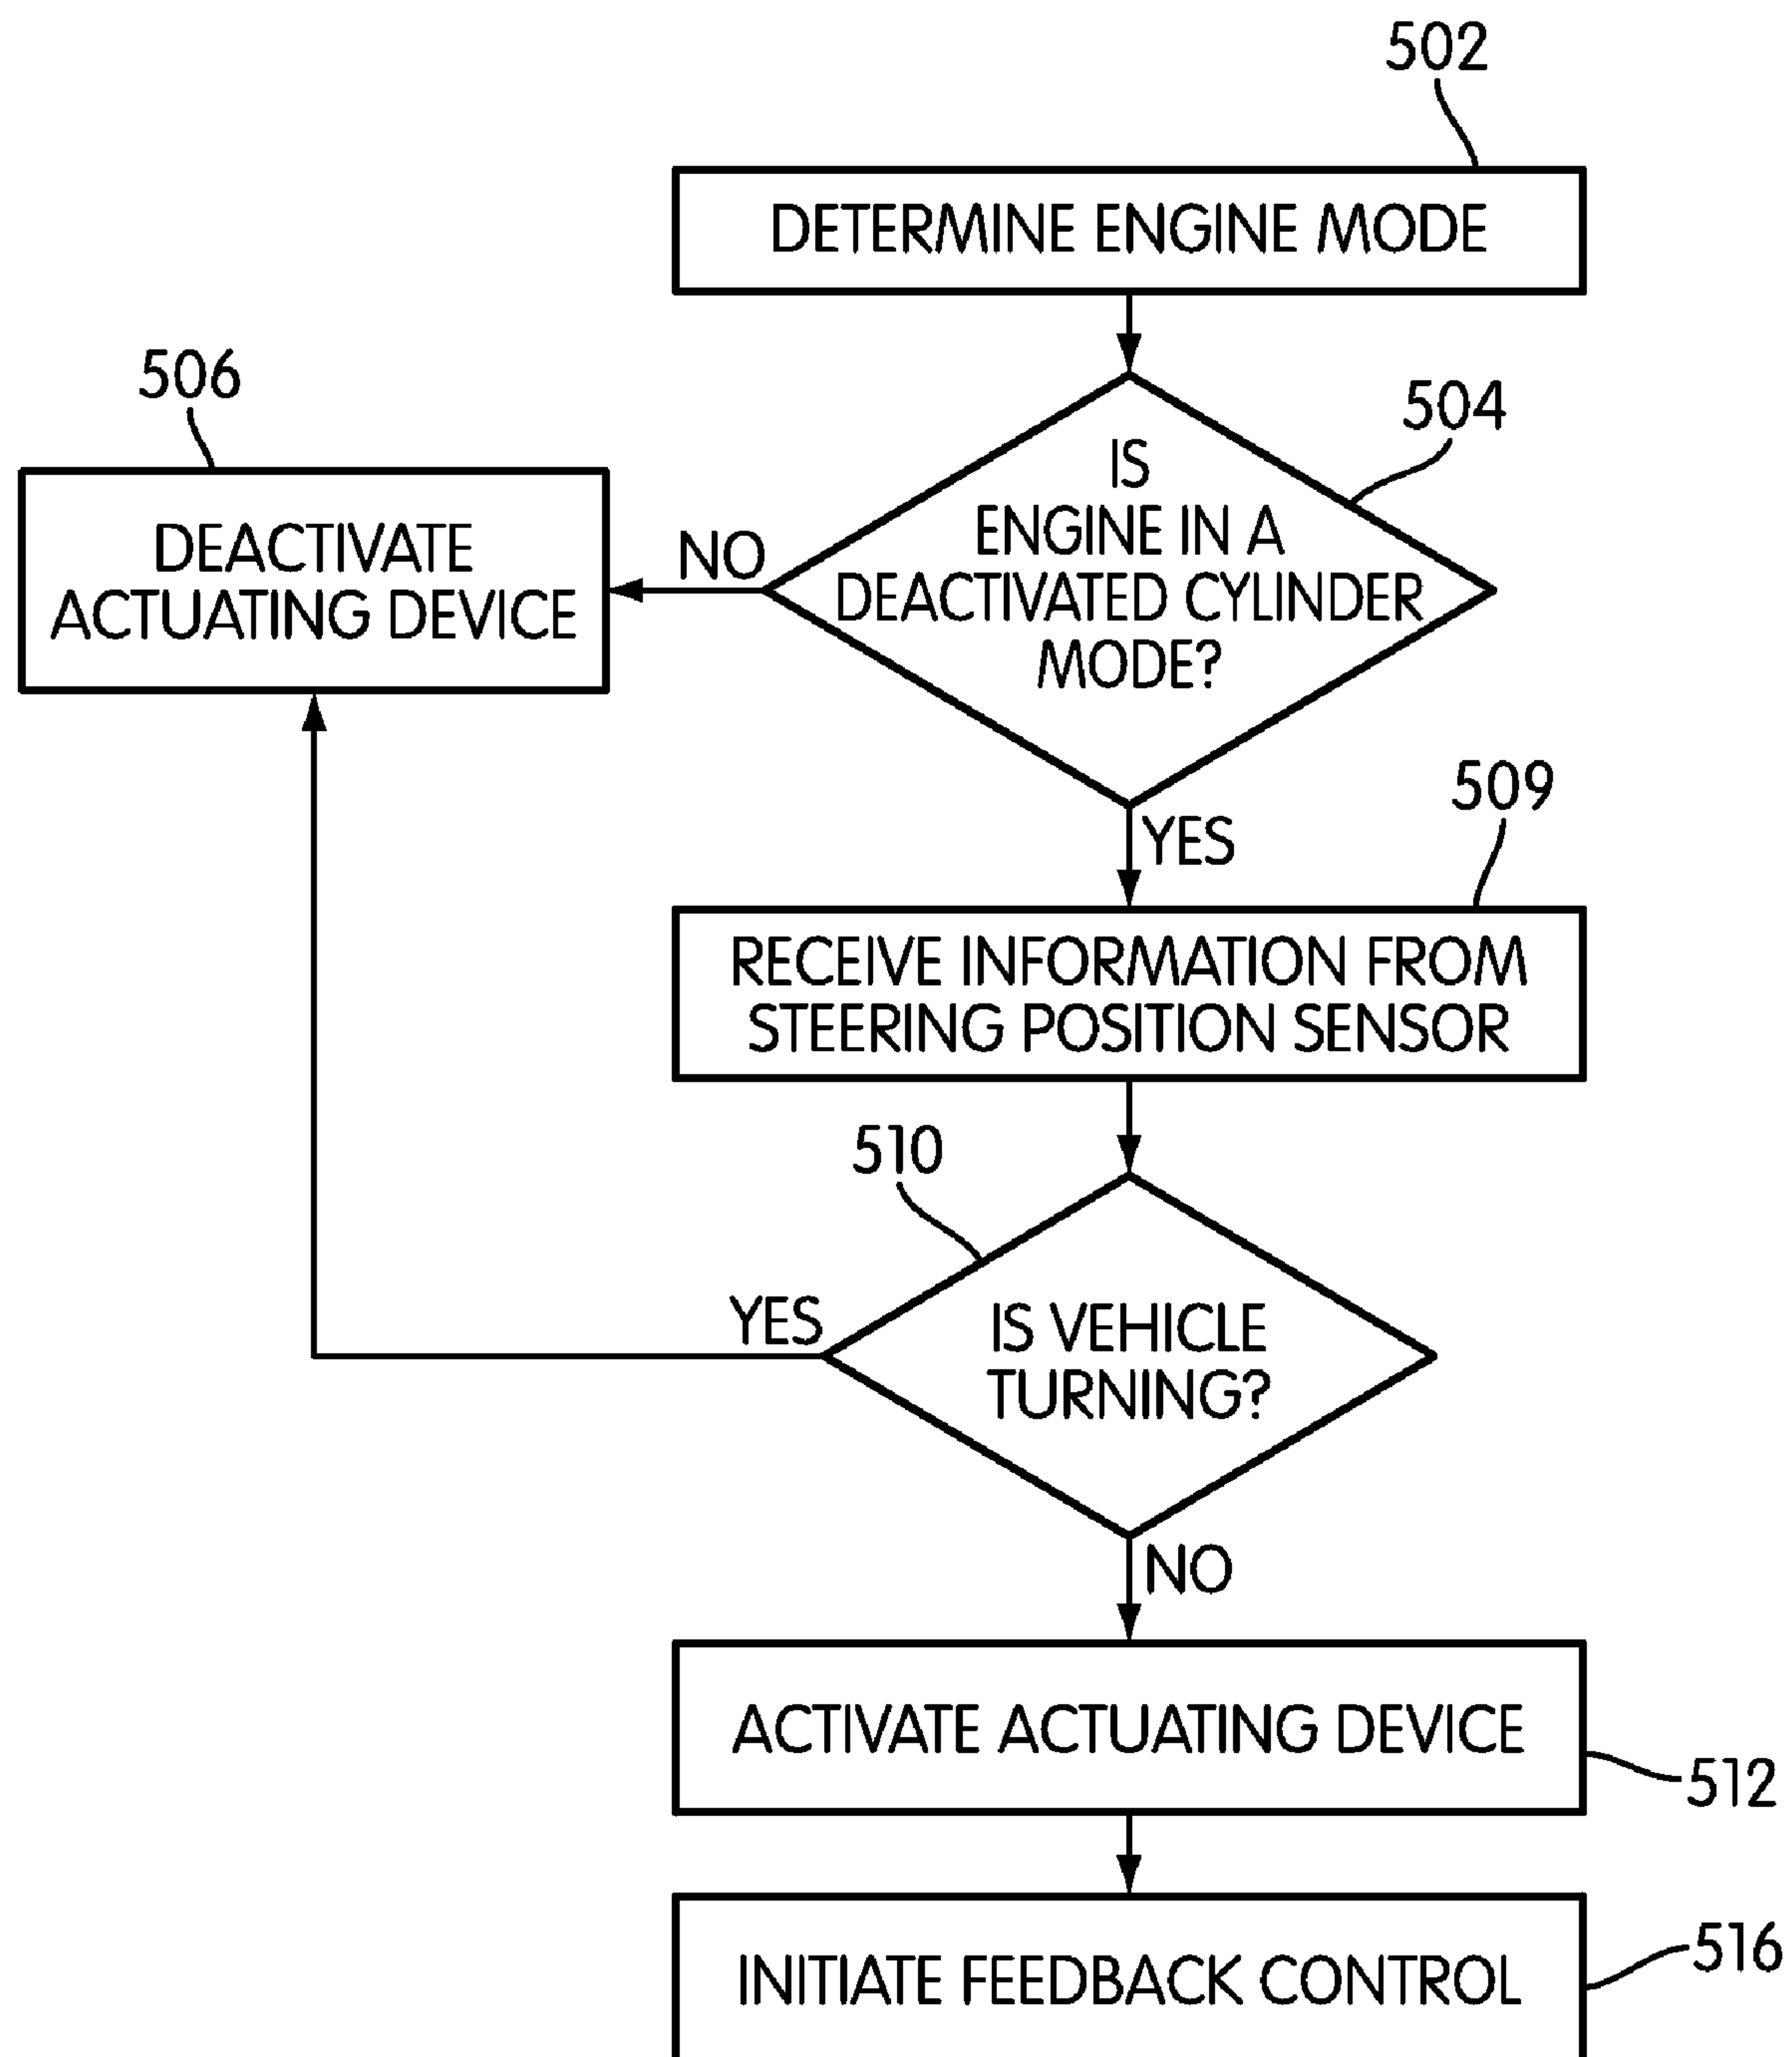 502
DETERMINE ENGINE MODE
506
504
IS
ENGINE IN A
DEACTIVATED CYLINDER
MODE?
NO
DEACTIVATE
ACTUATING DEVICE
YES
509
RECEIVE INFORMATION FROM
STEERING POSITION SENSOR
510
YES
IS VEHICLE
TURNING?
NO
ACTIVATE ACTUATING DEVICE
512
INITIATE FEEDBACK CONTROL
516